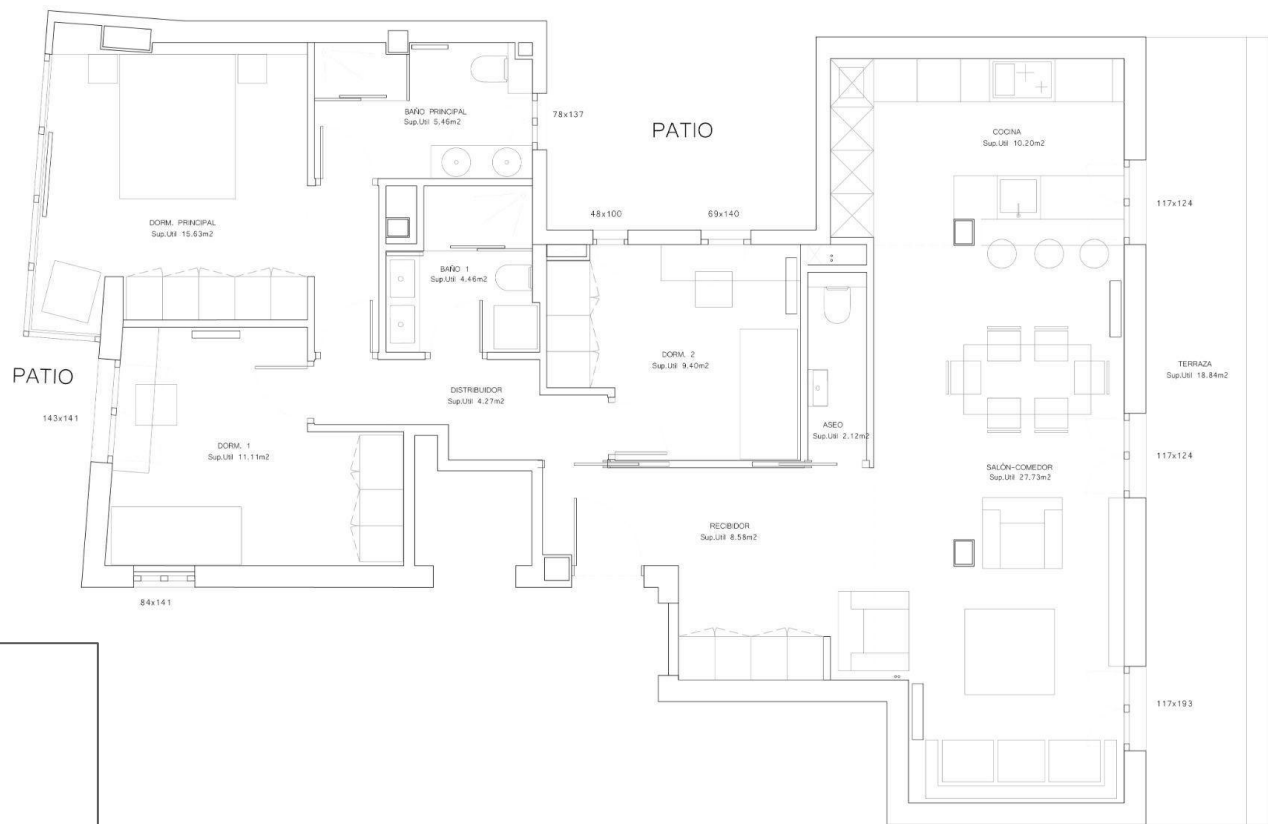 BAÑO PRINCIPAL
Sup.Util 5.46m2
78x137
PATIO
COCINA
Sup.Util 10.20m2
DORM. PRINCIPAL
Sup.Util 15.63m2
48x100
69x140
117x124
BAÑO 1
Sup.Util 4.46m2
DORM. 2
Sup.Util 9.40m2
TERRAZA
Sup.Util 18.84m2
PATIO
143x141
DISTRIBUIDOR
Sup.Util 4.27m2
ASEO
Sup.Util 2.12m2
DORM. 1
Sup.Util 11.11m2
117x124
SALÓN-COMEDOR
Sup.Util 27.73m2
RECIBIDOR
Sup.Util 8.58m2
84x141
117x193